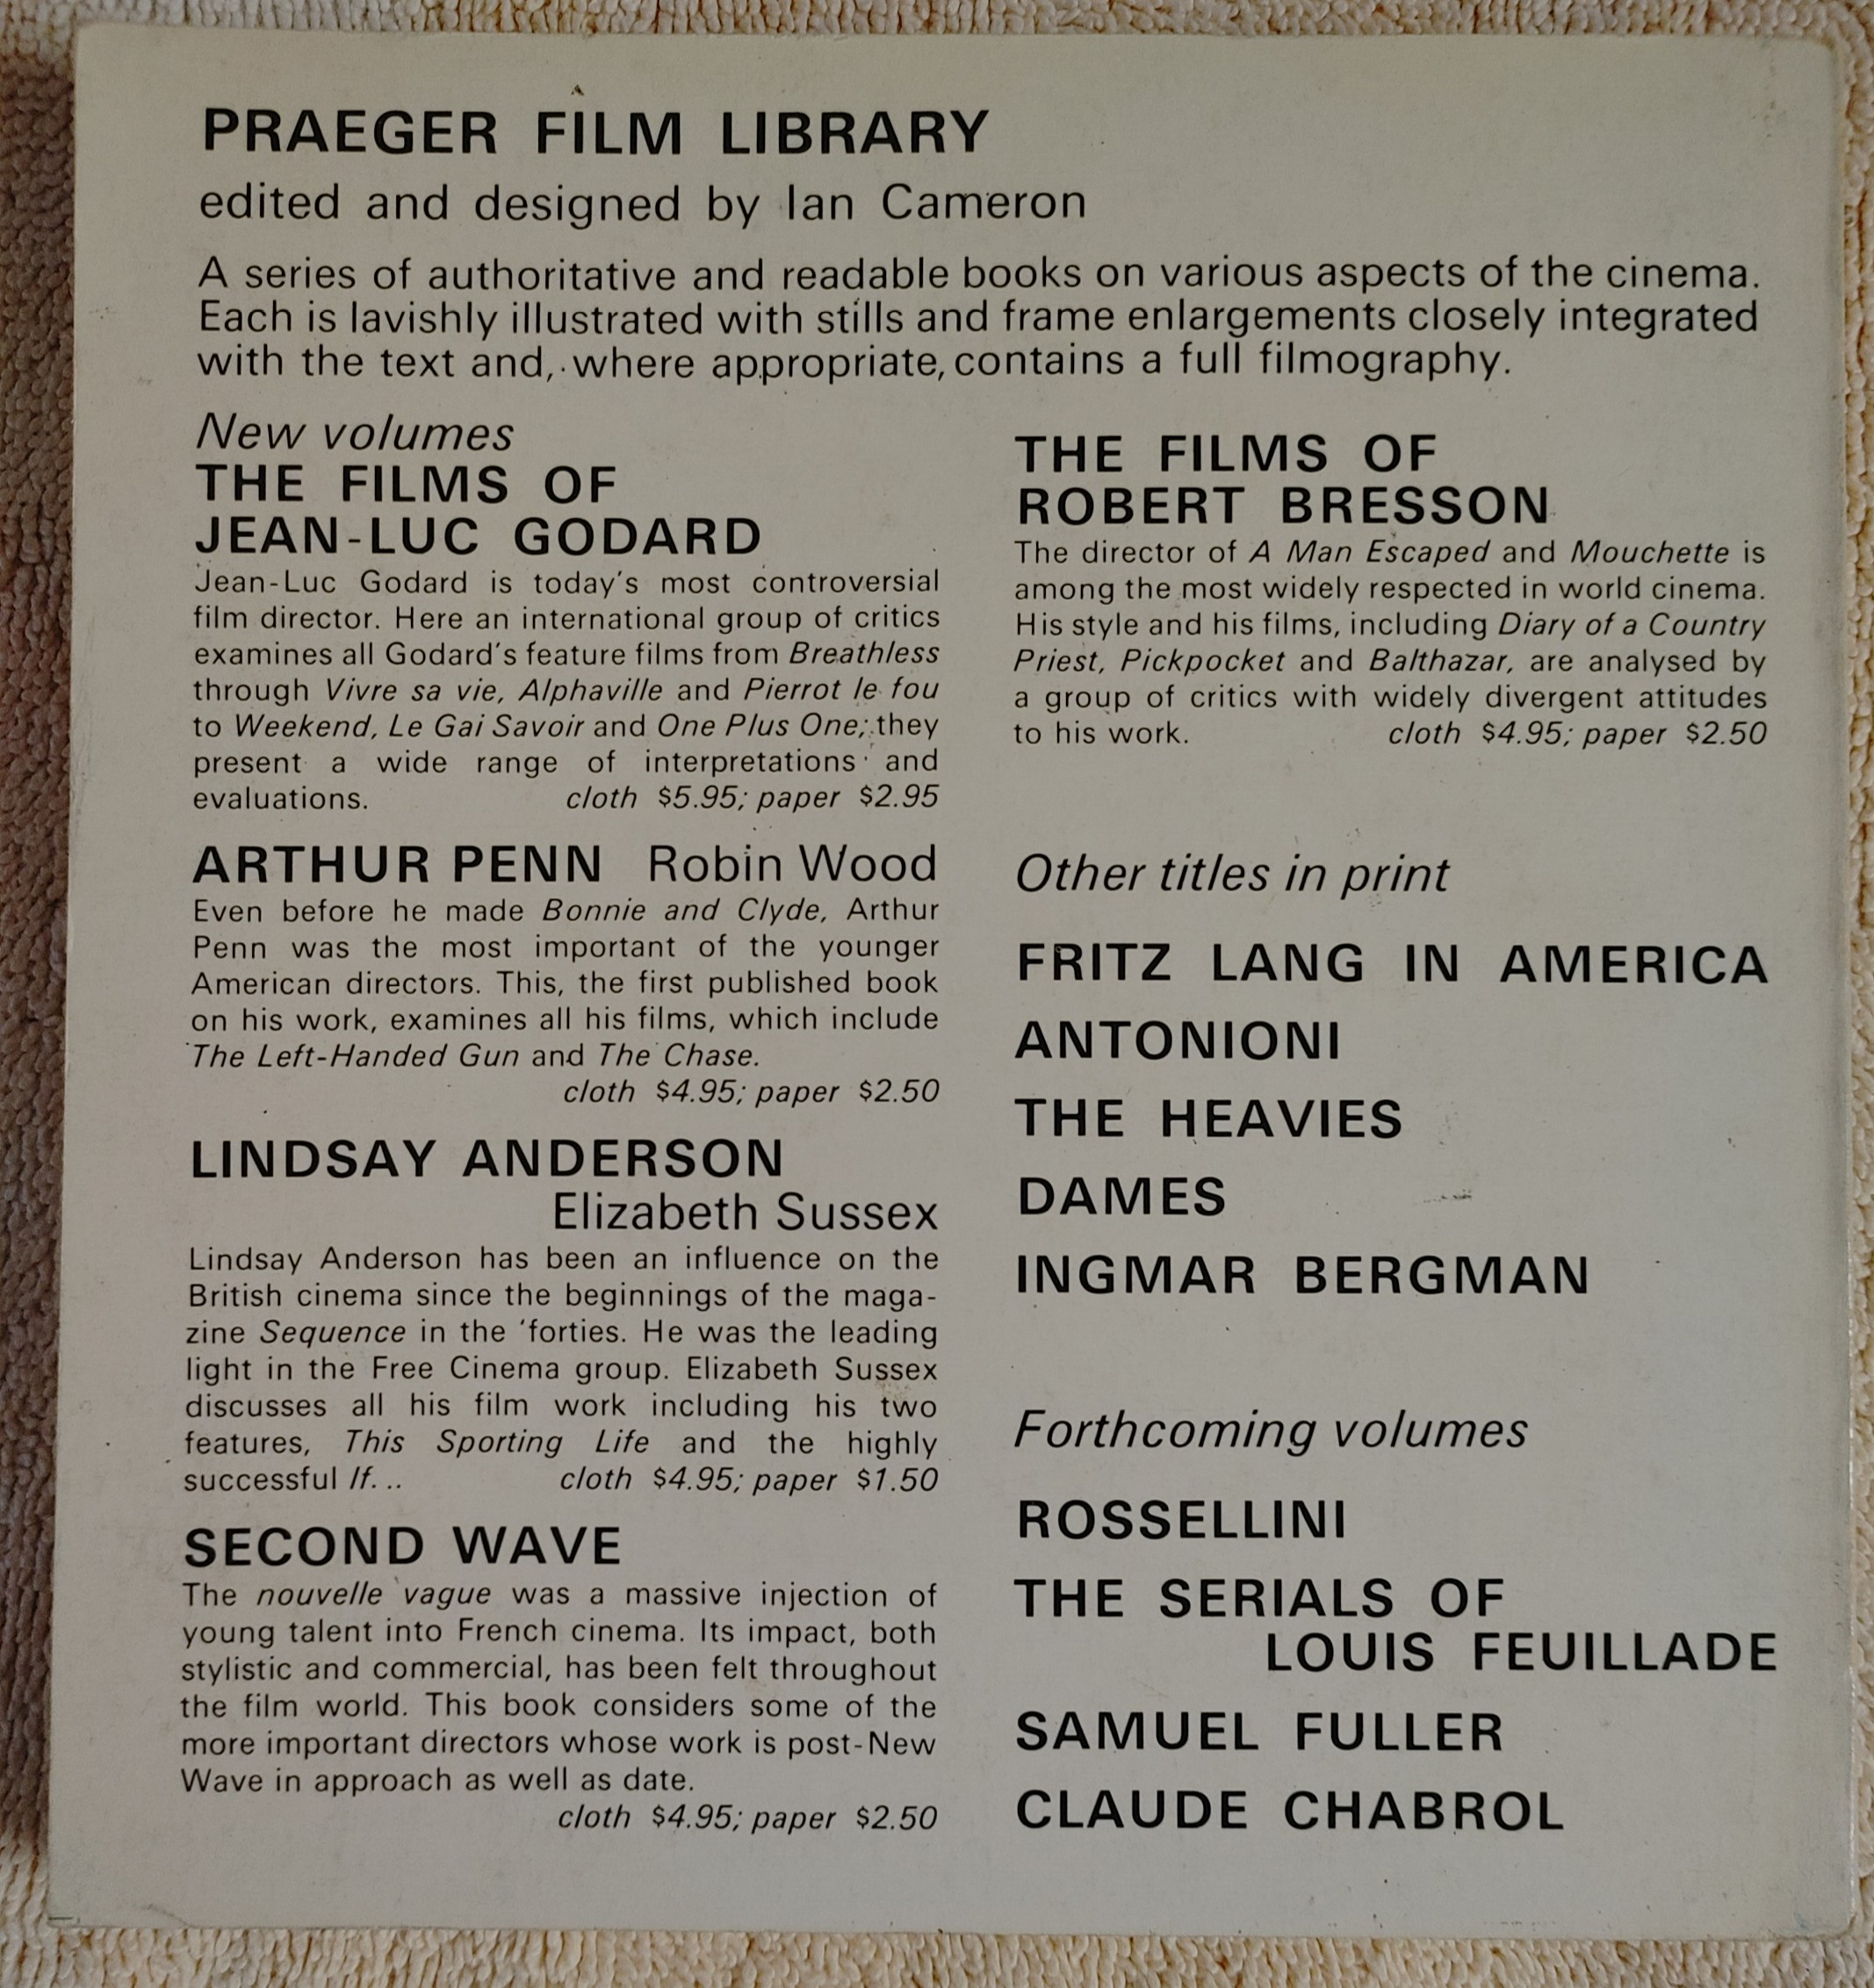 PRAEGER FILM LIBRARY
edited and designed by Ian Cameron
A series of authoritative and readable books on various aspects of the cinema.
Each is lavishly illustrated with stills and frame enlargements closely integrated
with the text and, where appropriate, contains a full filmography.
New volumes
THE FILMS OF
JEAN-LUC GODARD
Jean-Luc Godard is today's most controversial
film director. Here an international group of critics
examines all Godard's feature films from Breathless
through Vivre sa vie, Alphaville and Pierrot le fou
to Weekend, Le Gai Savoir and One Plus One; they
present a wide range of interpretations and
evaluations. cloth $5.95; paper $2.95
ARTHUR PENN Robin Wood
Even before he made Bonnie and Clyde, Arthur
Penn was the most important of the younger
American directors. This, the first published book
on his work, examines all his films, which include
The Left-Handed Gun and The Chase.
cloth $4.95; paper $2.50
LINDSAY ANDERSON
Elizabeth Sussex
Lindsay Anderson has been an influence on the
British cinema since the beginnings of the maga-
zine Sequence in the 'forties. He was the leading
light in the Free Cinema group. Elizabeth Sussex
discusses all his film work including his two
features, This Sporting Life and the highly
successful If... cloth $4.95; paper $1.50
SECOND WAVE
The nouvelle vague was a massive injection of
young talent into French cinema. Its impact, both
stylistic and commercial, has been felt throughout
the film world. This book considers some of the
more important directors whose work is post-New
Wave in approach as well as date.
cloth $4.95; paper $2.50
THE FILMS OF
ROBERT BRESSON
The director of A Man Escaped and Mouchette is
among the most widely respected in world cinema.
His style and his films, including Diary of a Country
Priest, Pickpocket and Balthazar, are analysed by
a group of critics with widely divergent attitudes
to his work. cloth $4.95; paper $2.50
Other titles in print
FRITZ LANG IN AMERICA
ANTONIONI
THE HEAVIES
DAMES
INGMAR BERGMAN
Forthcoming volumes
ROSSELLINI
THE SERIALS OF
LOUIS FEUILLADE
SAMUEL FULLER
CLAUDE CHABROL